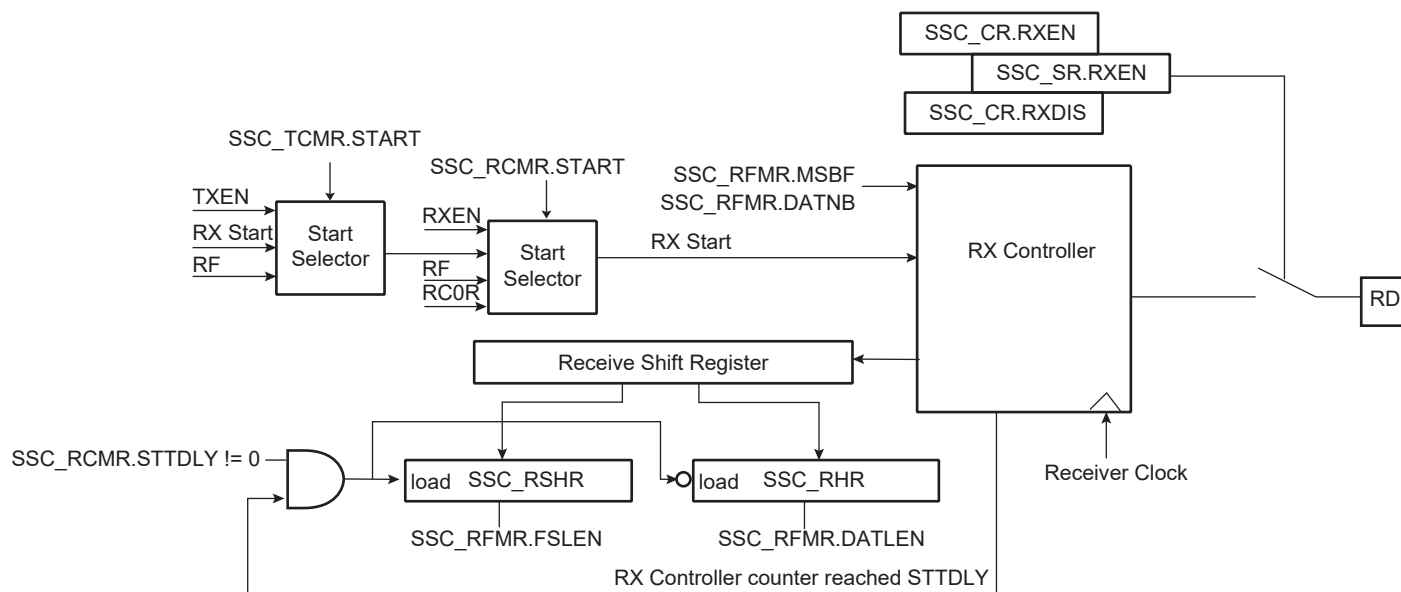 SSC_CR.RXEN
SSC_SR.RXEN
SSC_CR.RXDIS
SSC_TCMR.START
SSC_RCMR.START
SSC_RFMR.MSBF
SSC_RFMR.DATNB
TXEN
RX Start
RF
Start
Selector
RXEN
RF
RC0R
Start
Selector
RX Start
RX Controller
RD
Receive Shift Register
SSC_RCMR.STTDLY != 0
load SSC_RSHR
load SSC_RHR
Receiver Clock
SSC_RFMR.FSLEN
SSC_RFMR.DATLEN
RX Controller counter reached STTDLY